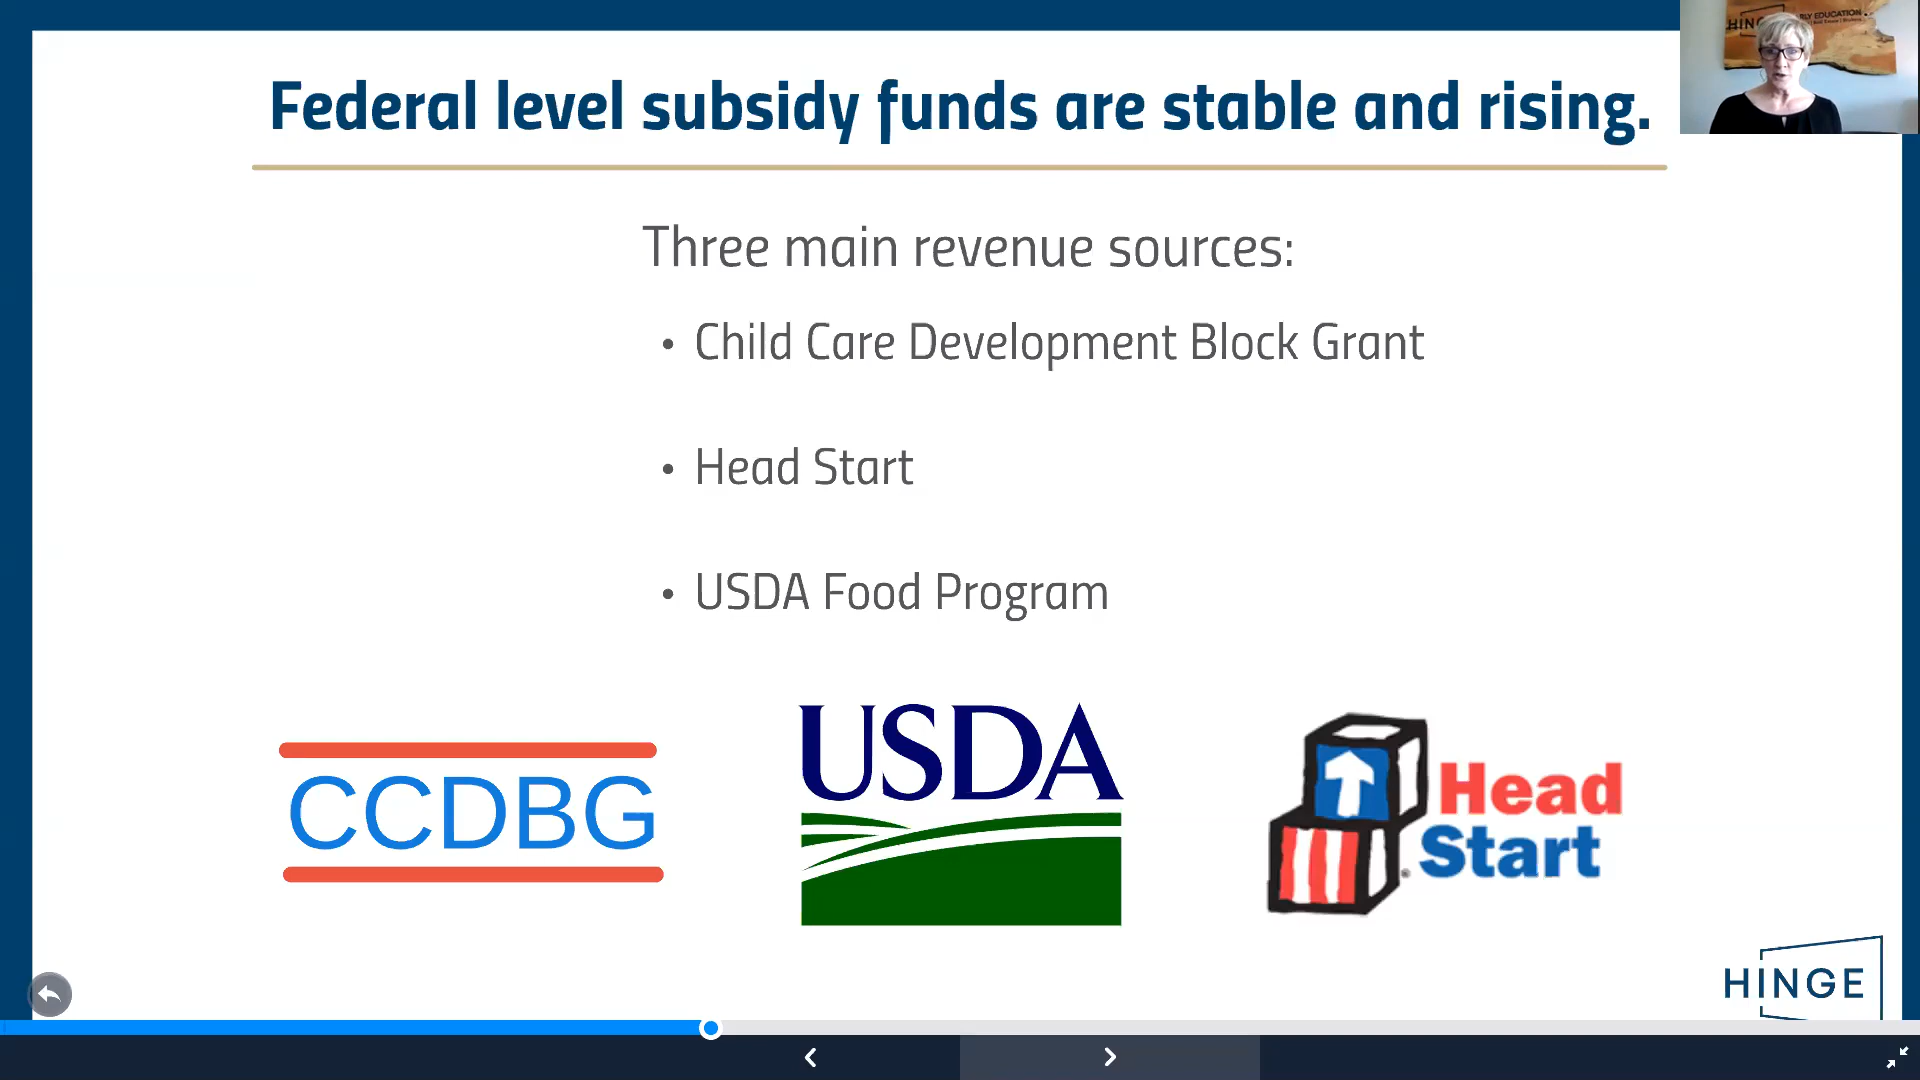 Federal level subsidy funds are stable and rising.
Three main revenue sources:
• Child Care Development Block Grant
• Head Start
• USDA Food Program
CCDBG
USDA
Head
Start
HINGE
EDUCATION